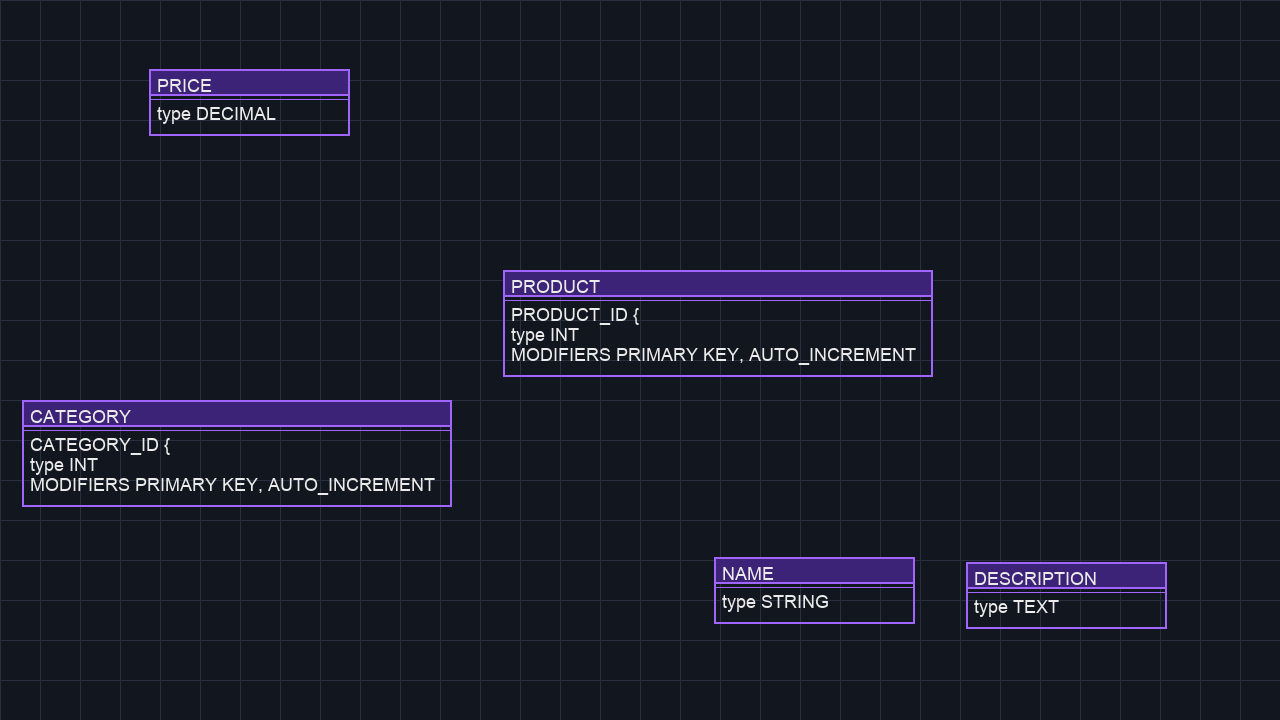 PRICE
type DECIMAL
PRODUCT
PRODUCT_ID {
type INT
MODIFIERS PRIMARY KEY, AUTO_INCREMENT
CATEGORY
CATEGORY_ID {
type INT
MODIFIERS PRIMARY KEY, AUTO_INCREMENT
NAME
type STRING
DESCRIPTION
type TEXT